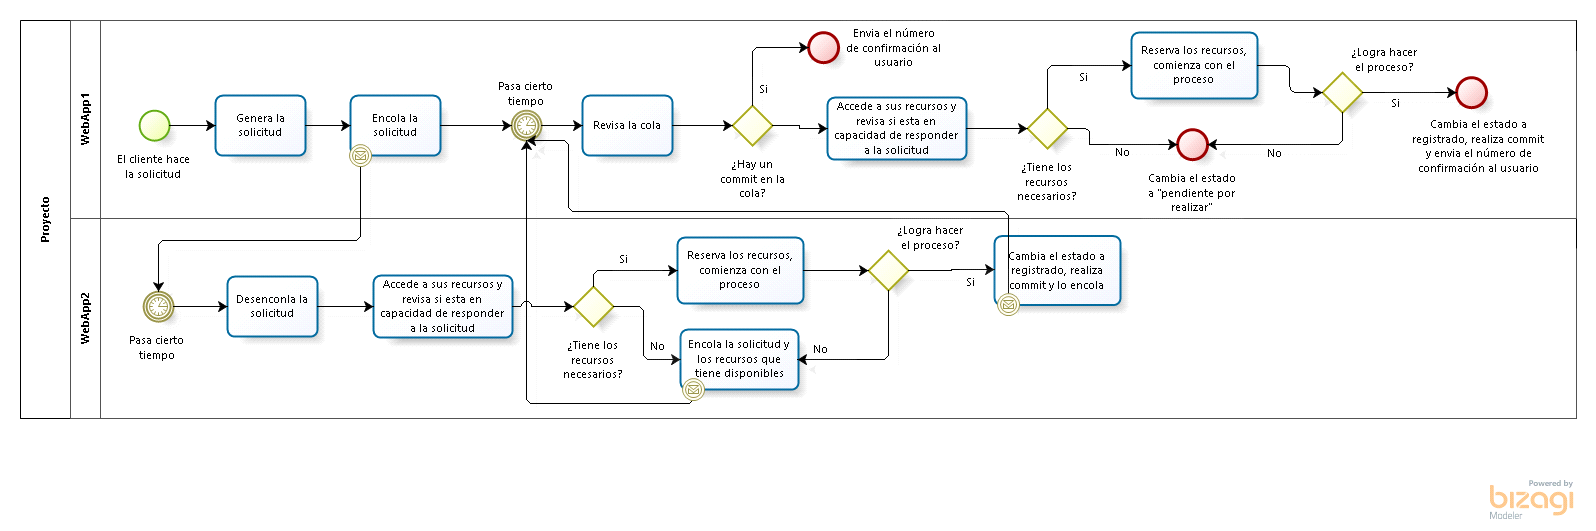 Proyecto
WebApp1
El cliente hace
la solicitud
Genera la
solicitud
Encola la
solicitud
Pasa cierto
tiempo
Revisa la cola
¿Hay un
commit en la
cola?
Si
Envia el número
de confirmación al
usuario
Accede a sus recursos y
revisa si esta en
capacidad de responder
a la solicitud
¿Tiene los
recursos
necesarios?
Si
No
Reserva los recursos,
comienza con el
proceso
¿Logra hacer
el proceso?
Si
No
Cambia el estado
a "pendiente por
realizar"
Cambia el estado a
registrado, realiza commit
y envia el número de
confirmación al usuario
WebApp2
Pasa cierto
tiempo
Desenconla la
solicitud
Accede a sus recursos y
revisa si esta en
capacidad de responder
a la solicitud
¿Tiene los
recursos
necesarios?
Si
No
Reserva los recursos,
comienza con el
proceso
Encola la solicitud y
los recursos que
tiene disponibles
¿Logra hacer
el proceso?
Si
No
Cambia el estado a
registrado, realiza
commit y lo encola
Powered by
bizagi
Modeler